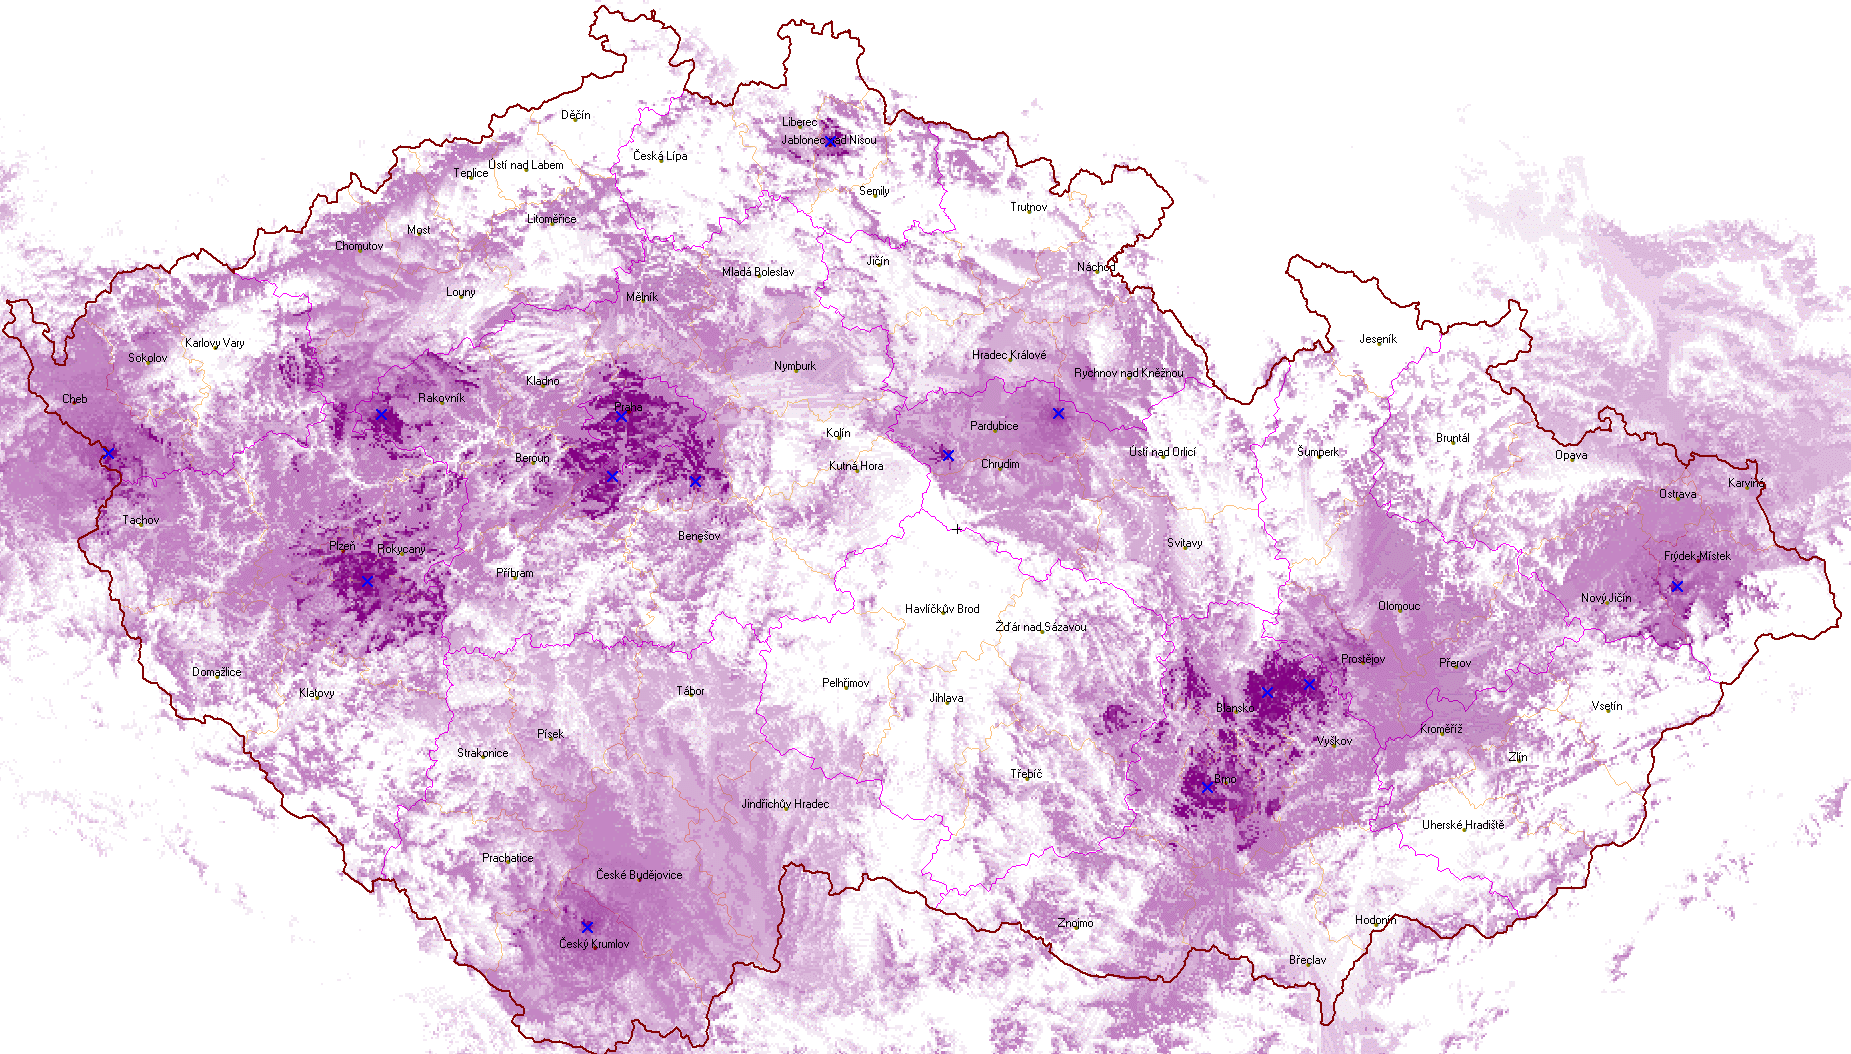 Děčín
Liberec
Jablonec nad Nisou
Česká Lípa
Ústí nad Labem
Teplice
Semily
Trutnov
Litoměřice
Most
Chomutov
Jičín
Náchod
Mladá Boleslav
Louny
Mělník
Jeseník
Karlovy Vary
Sokolov
Hradec Králové
Nymburk
Rychnov nad Kněžnou
Kladno
Cheb
Rakovník
Praha
Pardubice
Kolín
Bruntál
Ústí nad Orlicí
Šumperk
Opava
Beroun
Kutná Hora
Chrudim
Karviná
Ostrava
Tachov
Benešov
Svitavy
Plzeň
Rokycany
Frýdek-Místek
Příbram
Nový Jičín
Olomouc
Havlíčkův Brod
Žďár nad Sázavou
Prostějov
Přerov
Domažlice
Pelhřimov
Tábor
Klatovy
Jihlava
Blansko
Vsetín
Kroměříž
Písek
Vyškov
Strakonice
Zlín
Třebíč
Brno
Jindřichův Hradec
Uherské Hradiště
Prachatice
České Budějovice
Hodonín
Znojmo
Český Krumlov
Břeclav